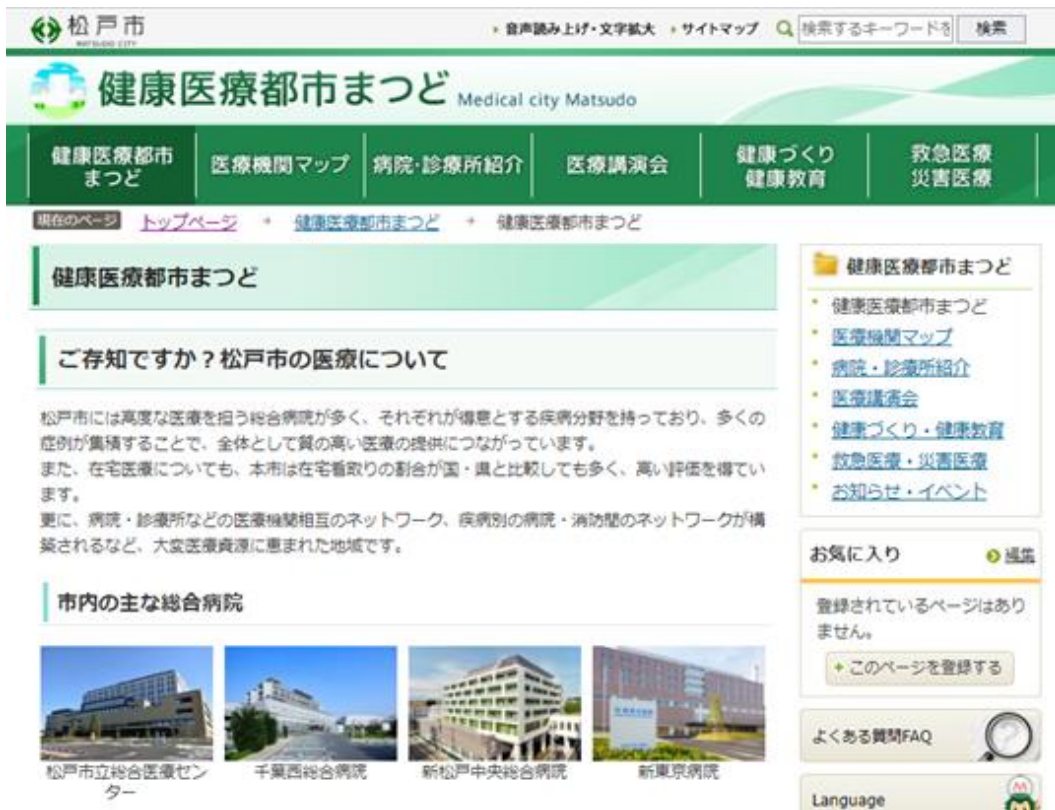 松戸市
MATSUDO CITY
音声読み上げ・文字拡大
サイトマップ
検索するキーワードを
検索
健康医療都市まつど Medical city Matsudo
健康医療都市
まつど
医療機関マップ
病院・診療所紹介
医療講演会
健康づくり
健康教育
救急医療
災害医療
現在のページ トップページ 健康医療都市まつど 健康医療都市まつど
健康医療都市まつど
ご存知ですか？松戸市の医療について
松戸市には高度な医療を担う総合病院が多く、それぞれが得意とする疾病分野を持っており、多くの
症例が集積することで、全体として質の高い医療の提供につながっています。
また、在宅医療についても、本市は在宅看取りの割合が国・県と比較しても多く、高い評価を得てい
ます。
更に、病院・診療所などの医療機関相互のネットワーク、疾病別の病院・消防間のネットワークが構
築されるなど、大変医療資源に恵まれた地域です。
市内の主な総合病院
松戸市立総合医療セン
ター
千葉西総合病院
新松戸中央総合病院
新東京病院
健康医療都市まつど
健康医療都市まつど
医療機関マップ
病院・診療所紹介
医療講演会
健康づくり・健康教育
救急医療・災害医療
お知らせ・イベント
お気に入り
編集
登録されているページはあり
ません。
+ このページを登録する
よくある質問FAQ
Language